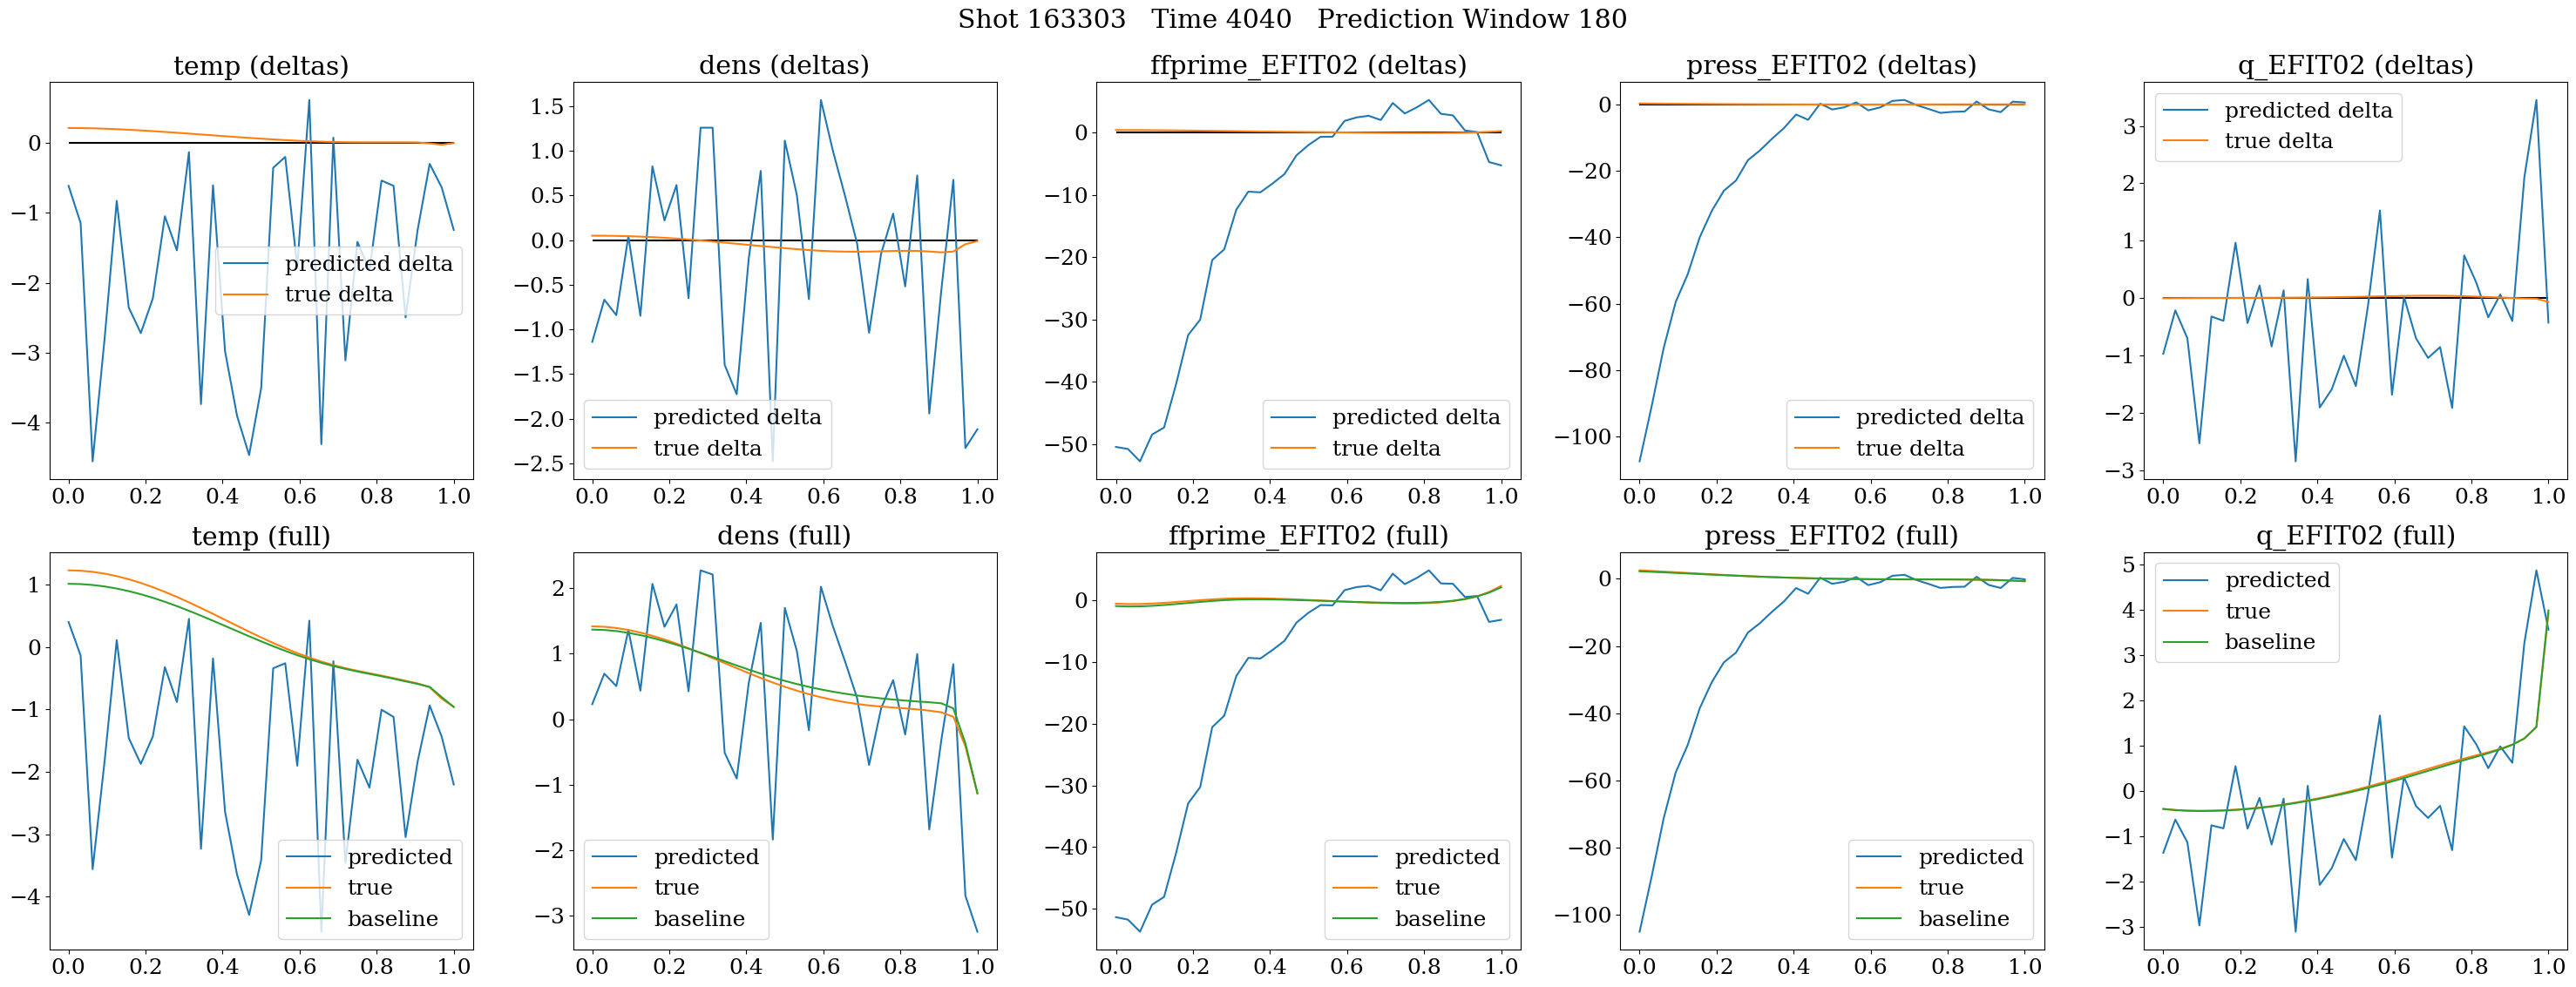 Shot 163303   Time 4040   Prediction Window 180
temp (deltas)
0
−1
−2
−3
−4
0.0 0.2 0.4 0.6 0.8 1.0
predicted delta
true delta
dens (deltas)
1.5
1.0
0.5
0.0
−0.5
−1.0
−1.5
−2.0
−2.5
0.0 0.2 0.4 0.6 0.8 1.0
predicted delta
true delta
ffprime_EFIT02 (deltas)
0
−10
−20
−30
−40
−50
0.0 0.2 0.4 0.6 0.8 1.0
predicted delta
true delta
press_EFIT02 (deltas)
0
−20
−40
−60
−80
−100
0.0 0.2 0.4 0.6 0.8 1.0
predicted delta
true delta
q_EFIT02 (deltas)
3
2
1
0
−1
−2
−3
0.0 0.2 0.4 0.6 0.8 1.0
predicted delta
true delta
temp (full)
1
0
−1
−2
−3
−4
0.0 0.2 0.4 0.6 0.8 1.0
predicted
true
baseline
dens (full)
2
1
0
−1
−2
−3
0.0 0.2 0.4 0.6 0.8 1.0
predicted
true
baseline
ffprime_EFIT02 (full)
0
−10
−20
−30
−40
−50
0.0 0.2 0.4 0.6 0.8 1.0
predicted
true
baseline
press_EFIT02 (full)
0
−20
−40
−60
−80
−100
0.0 0.2 0.4 0.6 0.8 1.0
predicted
true
baseline
q_EFIT02 (full)
5
4
3
2
1
0
−1
−2
−3
0.0 0.2 0.4 0.6 0.8 1.0
predicted
true
baseline